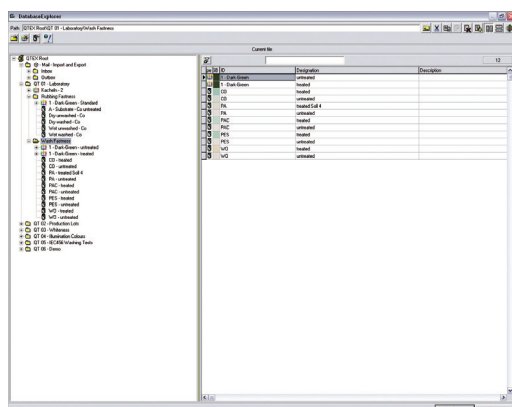 DatabaseExplorer
Path QTEX Root\QT 01 - Laboratory\Wash Fastness
Current file
QTEX Root
@ - Mail - Import and Export
Inbox
Outbox
QT 01 - Laboratory
Kacheln - 2
Rubbing Fastness
1 - Dark-Green - Standard
A - Substrate - Co untreated
Dry unwashed - Co
Dry washed - Co
Wet unwashed - Co
Wet washed - Co
Wash Fastness
1 - Dark-Green - untreated
1 - Dark-Green - treated
CO - treated
CO - untreated
PA - treated Soll 4
PA - untreated
PAC - treated
PAC - untreated
PES - treated
PES - untreated
WO - treated
WO - untreated
QT 02 - Production Lots
QT 03 - Whiteness
QT 04 - Illumination Colours
QT 05 - IEC456 Washing Tests
QT 06 - Demo
12
ID Designation Description
1 - Dark-Green untreated
1 - Dark-Green treated
CO treated
CO untreated
PA treated Soll 4
PA untreated
PAC treated
PAC untreated
PES treated
PES untreated
WO treated
WO untreated